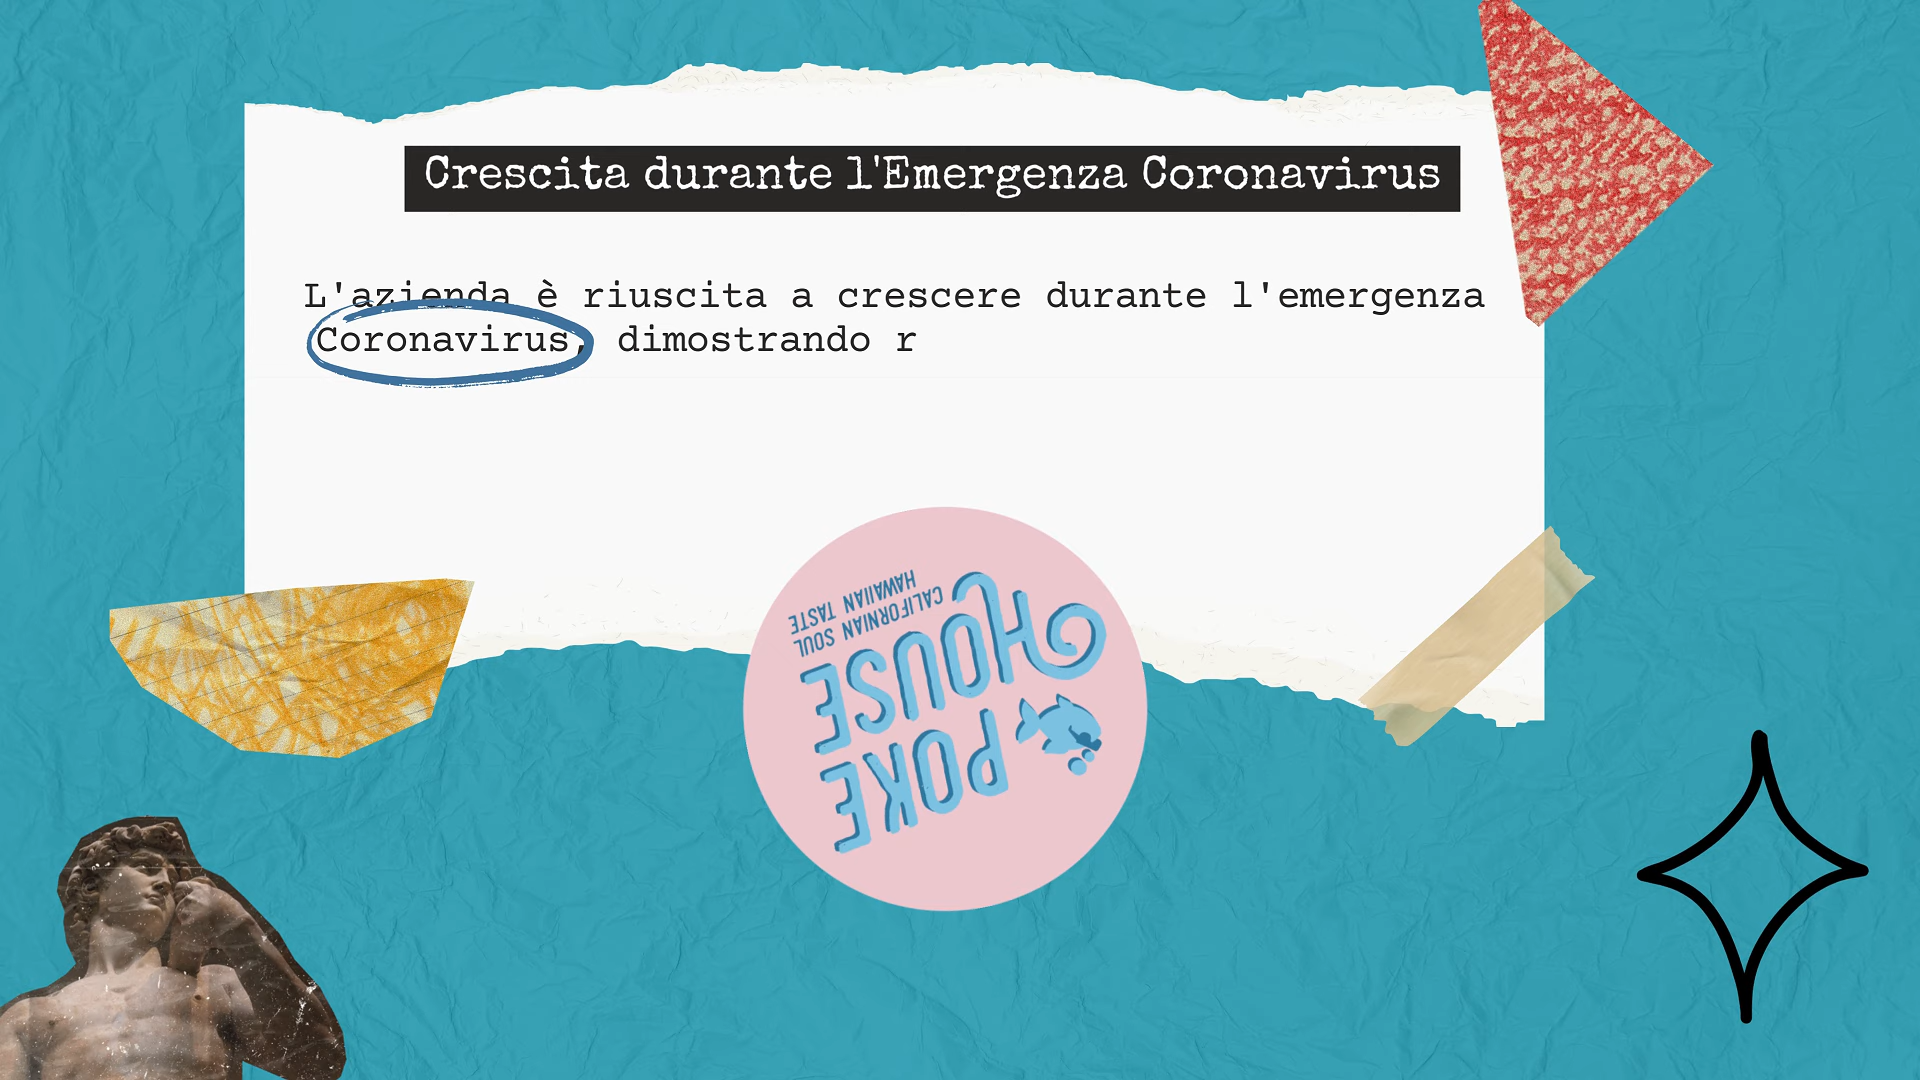 Crescita durante l'Emergenza Coronavirus
L'azienda è riuscita a crescere durante l'emergenza
Coronavirus, dimostrando r
POKE
HOUSE
CALIFORNIAN SOUL
HAWAIIAN TASTE